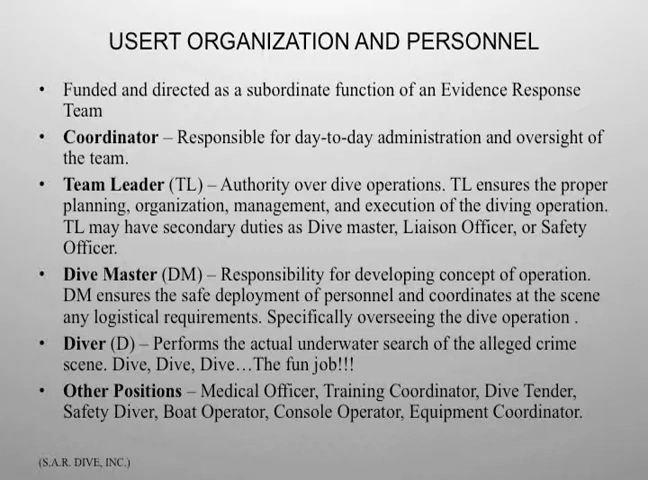 USERT ORGANIZATION AND PERSONNEL
• Funded and directed as a subordinate function of an Evidence Response
Team
• Coordinator – Responsible for day-to-day administration and oversight of
the team.
• Team Leader (TL) – Authority over dive operations. TL ensures the proper
planning, organization, management, and execution of the diving operation.
TL may have secondary duties as Dive master, Liaison Officer, or Safety
Officer.
• Dive Master (DM) – Responsibility for developing concept of operation.
DM ensures the safe deployment of personnel and coordinates at the scene
any logistical requirements. Specifically overseeing the dive operation .
• Diver (D) – Performs the actual underwater search of the alleged crime
scene. Dive, Dive, Dive…The fun job!!!
• Other Positions – Medical Officer, Training Coordinator, Dive Tender,
Safety Diver, Boat Operator, Console Operator, Equipment Coordinator.
(S.A.R. DIVE, INC.)